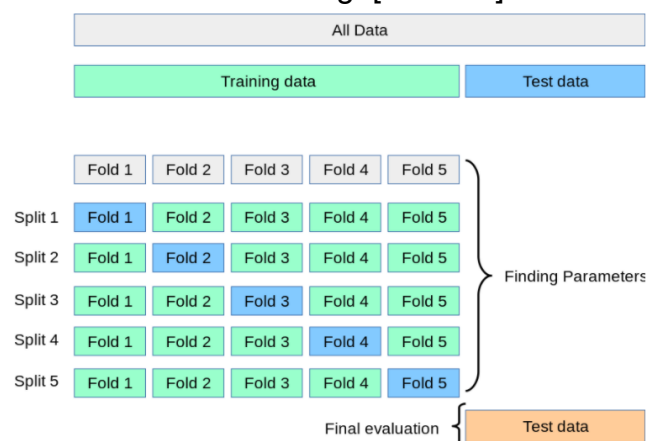 All Data
Training data Test data
Fold 1 Fold 2 Fold 3 Fold 4 Fold 5
Split 1 Fold 1 Fold 2 Fold 3 Fold 4 Fold 5
Split 2 Fold 1 Fold 2 Fold 3 Fold 4 Fold 5
Finding Parameters
Split 3 Fold 1 Fold 2 Fold 3 Fold 4 Fold 5
Split 4 Fold 1 Fold 2 Fold 3 Fold 4 Fold 5
Split 5 Fold 1 Fold 2 Fold 3 Fold 4 Fold 5
Final evaluation Test data